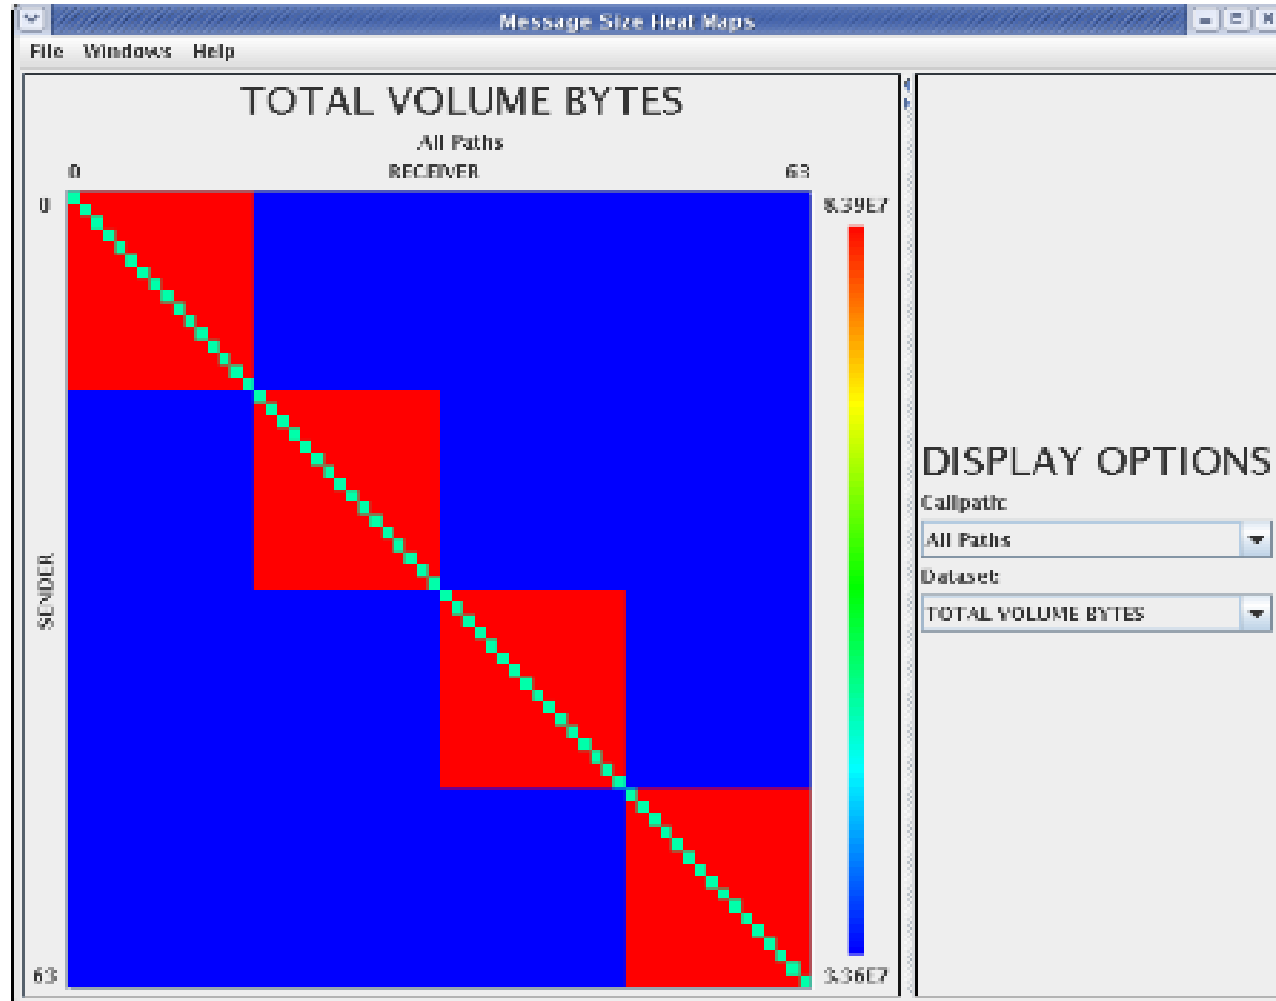 Message Size Heat Maps
File Windows Help
TOTAL VOLUME BYTES
All Paths
0 RECEIVER 63
0
8.39E7
SENDER
63
3.36E7
DISPLAY OPTIONS
Callpath:
All Paths
Dataset:
TOTAL VOLUME BYTES